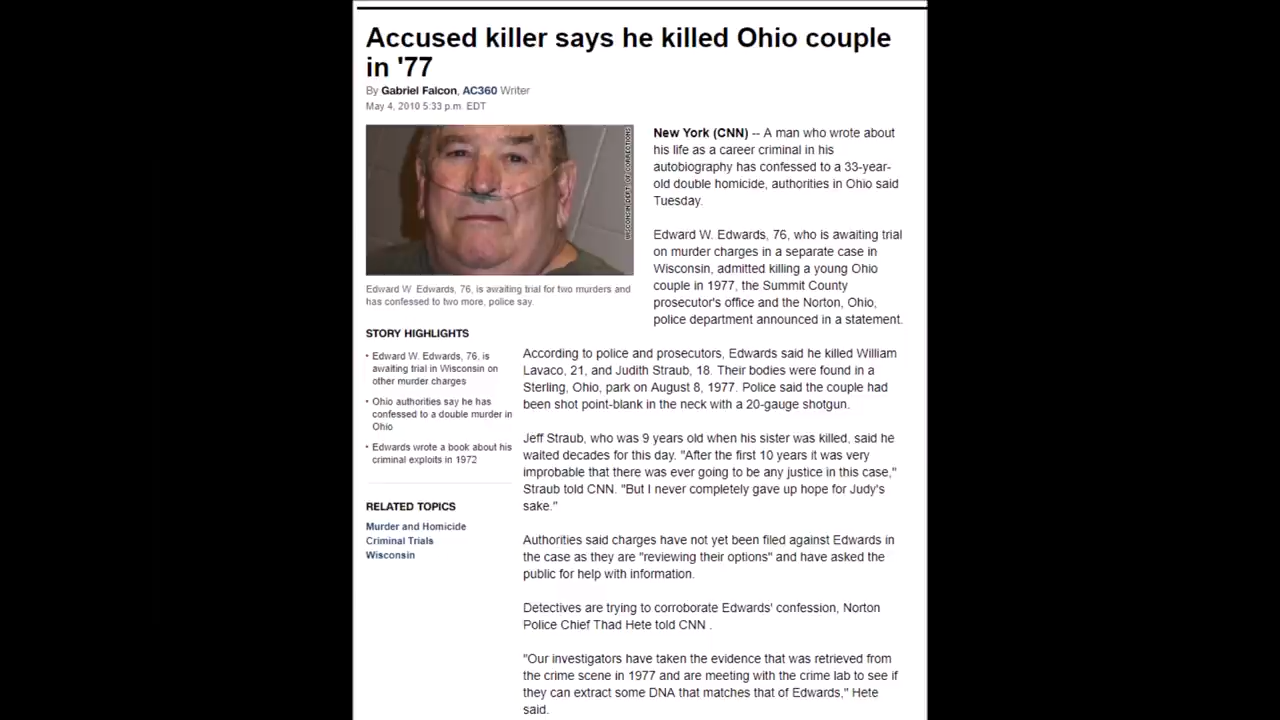 Accused killer says he killed Ohio couple
in '77
By Gabriel Falcon, AC360 Writer
May 4, 2010 5:33 p.m EDT
WISCONSIN DEPT. OF CORRECTIONS
Edward W Edwards, 76, is awaiting trial for two murders and
has confessed to two more, police say.
STORY HIGHLIGHTS
• Edward W. Edwards, 76, is
awaiting trial in Wisconsin on
other murder charges
• Ohio authorities say he has
confessed to a double murder in
Ohio
• Edwards wrote a book about his
criminal exploits in 1972
RELATED TOPICS
Murder and Homicide
Criminal Trials
Wisconsin
New York (CNN) -- A man who wrote about
his life as a career criminal in his
autobiography has confessed to a 33-year-
old double homicide, authorities in Ohio said
Tuesday.
Edward W. Edwards, 76, who is awaiting trial
on murder charges in a separate case in
Wisconsin, admitted killing a young Ohio
couple in 1977, the Summit County
prosecutor's office and the Norton, Ohio,
police department announced in a statement.
According to police and prosecutors, Edwards said he killed William
Lavaco, 21, and Judith Straub, 18. Their bodies were found in a
Sterling, Ohio, park on August 8, 1977. Police said the couple had
been shot point-blank in the neck with a 20-gauge shotgun.
Jeff Straub, who was 9 years old when his sister was killed, said he
waited decades for this day. "After the first 10 years it was very
improbable that there was ever going to be any justice in this case,"
Straub told CNN. "But I never completely gave up hope for Judy's
sake."
Authorities said charges have not yet been filed against Edwards in
the case as they are "reviewing their options" and have asked the
public for help with information.
Detectives are trying to corroborate Edwards' confession, Norton
Police Chief Thad Hete told CNN .
"Our investigators have taken the evidence that was retrieved from
the crime scene in 1977 and are meeting with the crime lab to see if
they can extract some DNA that matches that of Edwards," Hete
said.